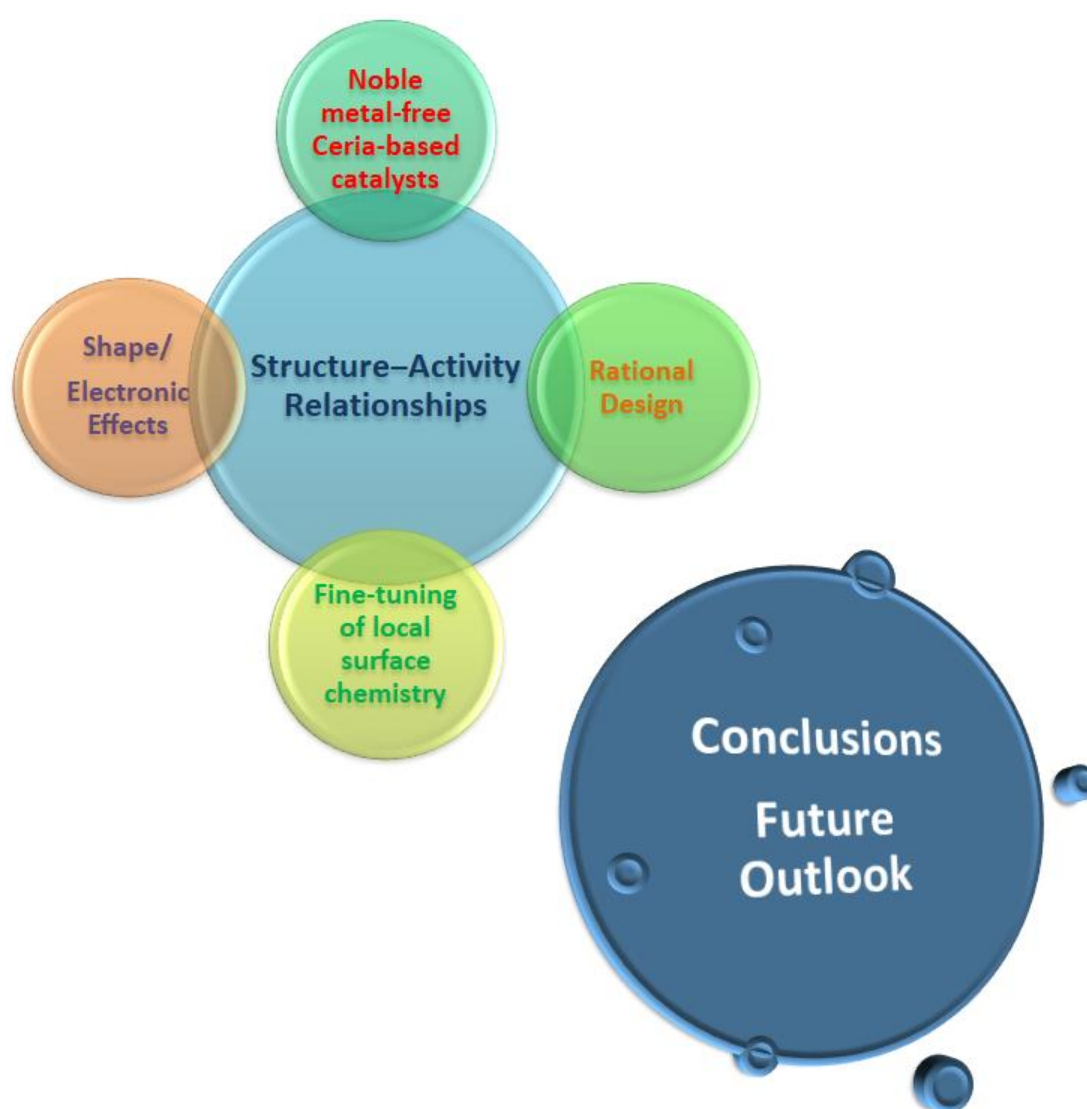 Noble
metal-free
Ceria-based
catalysts
Shape/
Electronic
Effects
Structure–Activity
Relationships
Rational
Design
Fine-tuning
of local
surface
chemistry
Conclusions
Future
Outlook